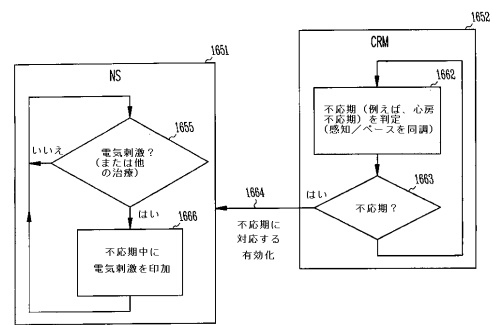 1651
NS
1655
電気刺激？
（または他
の治療）
いいえ
はい
1666
不応期中に
電気刺激を印加
1652
CRM
1662
不応期（例えば、心房
不応期）を判定
（感知／ペースを同調）
1663
不応期？
はい
1664
不応期に
対応する
有効化